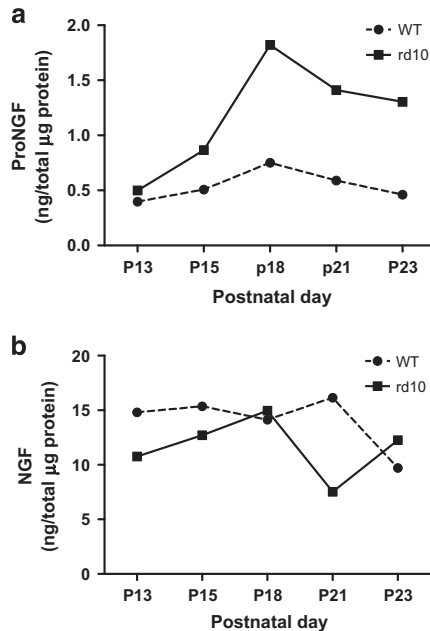 a
WT
rd10
2.0
1.5
1.0
0.5
0.0
ProNGF
(ng/total µg protein)
P13 P15 p18 p21 P23
Postnatal day
b
WT
rd10
20
15
10
5
0
NGF
(ng/total µg protein)
P13 P15 P18 P21 P23
Postnatal day